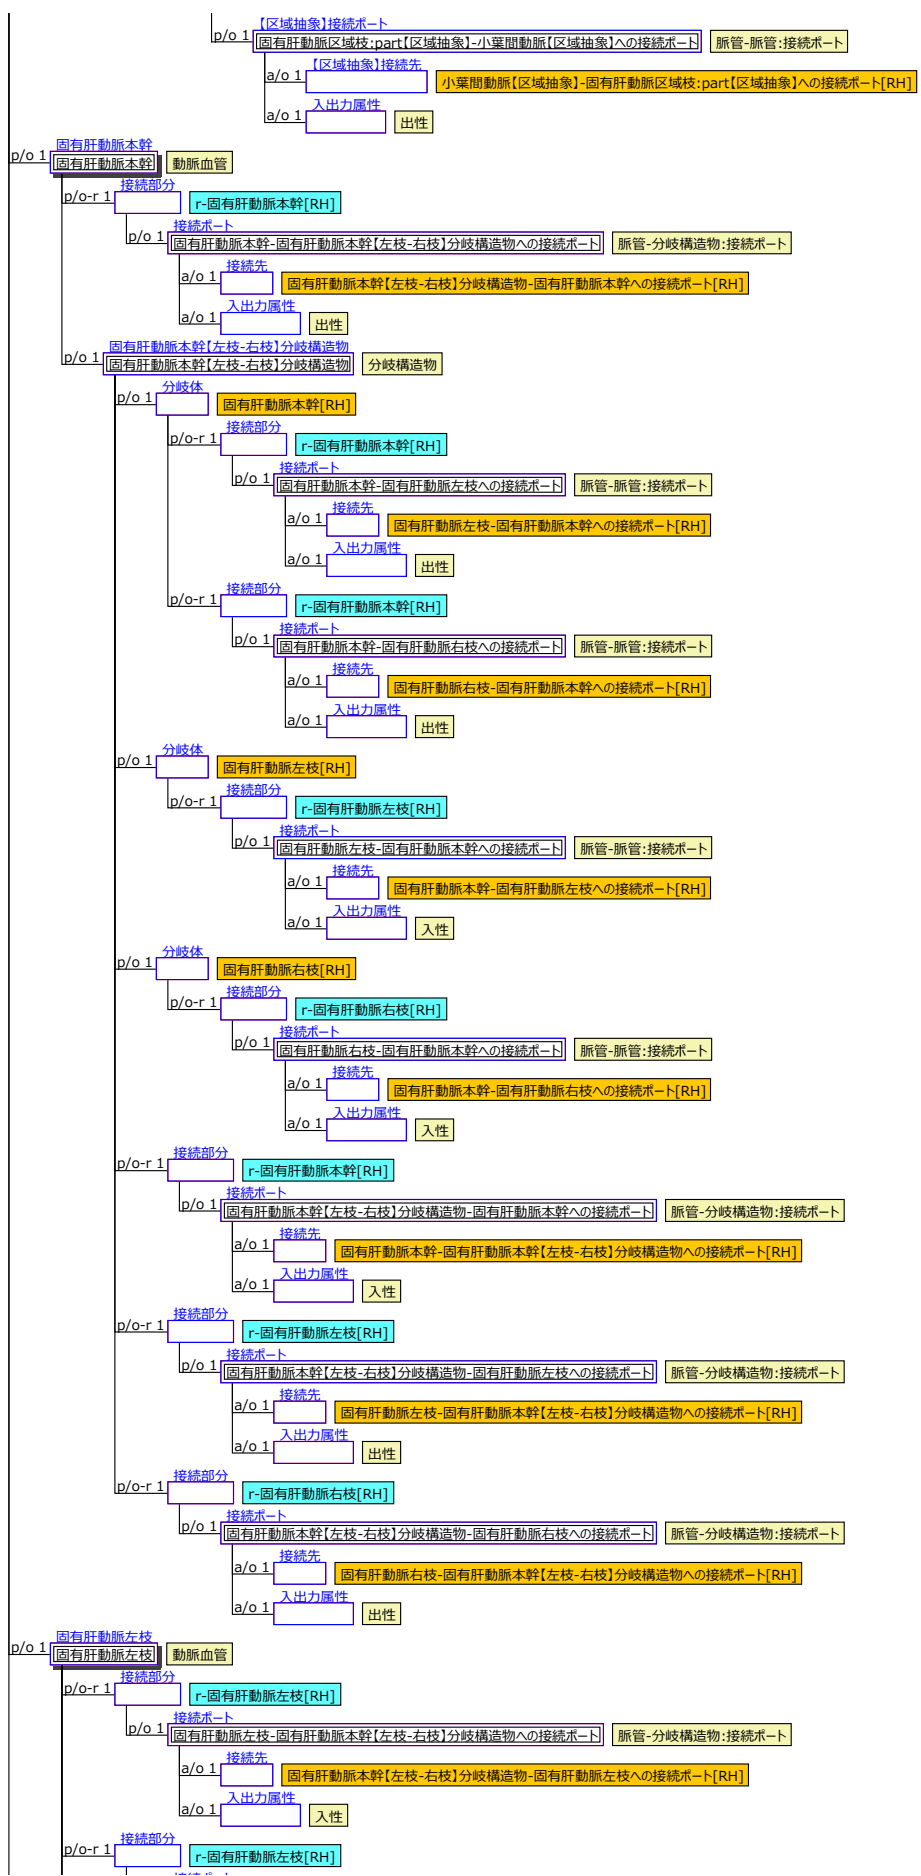 【区域抽象】接続ポート
p/o 1 固有肝動脈区域枝:part【区域抽象】-小葉間動脈【区域抽象】への接続ポート 脈管-脈管:接続ポート
【区域抽象】接続先
a/o 1 小葉間動脈【区域抽象】-固有肝動脈区域枝:part【区域抽象】への接続ポート[RH]
入出力属性
a/o 1 出性
固有肝動脈本幹
p/o 1 固有肝動脈本幹 動脈血管
接続部分
p/o-r 1 r-固有肝動脈本幹[RH]
接続ポート
p/o 1 固有肝動脈本幹-固有肝動脈本幹【左枝-右枝】分岐構造物への接続ポート 脈管-分岐構造物:接続ポート
接続先
a/o 1 固有肝動脈本幹【左枝-右枝】分岐構造物-固有肝動脈本幹への接続ポート[RH]
入出力属性
a/o 1 出性
固有肝動脈本幹【左枝-右枝】分岐構造物
p/o 1 固有肝動脈本幹【左枝-右枝】分岐構造物 分岐構造物
分岐体
p/o 1 固有肝動脈本幹[RH]
接続部分
p/o-r 1 r-固有肝動脈本幹[RH]
接続ポート
p/o 1 固有肝動脈本幹-固有肝動脈左枝への接続ポート 脈管-脈管:接続ポート
接続先
a/o 1 固有肝動脈左枝-固有肝動脈本幹への接続ポート[RH]
入出力属性
a/o 1 出性
接続部分
p/o-r 1 r-固有肝動脈本幹[RH]
接続ポート
p/o 1 固有肝動脈本幹-固有肝動脈右枝への接続ポート 脈管-脈管:接続ポート
接続先
a/o 1 固有肝動脈右枝-固有肝動脈本幹への接続ポート[RH]
入出力属性
a/o 1 出性
分岐体
p/o 1 固有肝動脈左枝[RH]
接続部分
p/o-r 1 r-固有肝動脈左枝[RH]
接続ポート
p/o 1 固有肝動脈左枝-固有肝動脈本幹への接続ポート 脈管-脈管:接続ポート
接続先
a/o 1 固有肝動脈本幹-固有肝動脈左枝への接続ポート[RH]
入出力属性
a/o 1 入性
分岐体
p/o 1 固有肝動脈右枝[RH]
接続部分
p/o-r 1 r-固有肝動脈右枝[RH]
接続ポート
p/o 1 固有肝動脈右枝-固有肝動脈本幹への接続ポート 脈管-脈管:接続ポート
接続先
a/o 1 固有肝動脈本幹-固有肝動脈右枝への接続ポート[RH]
入出力属性
a/o 1 入性
接続部分
p/o-r 1 r-固有肝動脈本幹[RH]
接続ポート
p/o 1 固有肝動脈本幹【左枝-右枝】分岐構造物-固有肝動脈本幹への接続ポート 脈管-分岐構造物:接続ポート
接続先
a/o 1 固有肝動脈本幹-固有肝動脈本幹【左枝-右枝】分岐構造物への接続ポート[RH]
入出力属性
a/o 1 入性
接続部分
p/o-r 1 r-固有肝動脈左枝[RH]
接続ポート
p/o 1 固有肝動脈本幹【左枝-右枝】分岐構造物-固有肝動脈左枝への接続ポート 脈管-分岐構造物:接続ポート
接続先
a/o 1 固有肝動脈左枝-固有肝動脈本幹【左枝-右枝】分岐構造物への接続ポート[RH]
入出力属性
a/o 1 出性
接続部分
p/o-r 1 r-固有肝動脈右枝[RH]
接続ポート
p/o 1 固有肝動脈本幹【左枝-右枝】分岐構造物-固有肝動脈右枝への接続ポート 脈管-分岐構造物:接続ポート
接続先
a/o 1 固有肝動脈右枝-固有肝動脈本幹【左枝-右枝】分岐構造物への接続ポート[RH]
入出力属性
a/o 1 出性
固有肝動脈左枝
p/o 1 固有肝動脈左枝 動脈血管
接続部分
p/o-r 1 r-固有肝動脈左枝[RH]
接続ポート
p/o 1 固有肝動脈左枝-固有肝動脈本幹【左枝-右枝】分岐構造物への接続ポート 脈管-分岐構造物:接続ポート
接続先
a/o 1 固有肝動脈本幹【左枝-右枝】分岐構造物-固有肝動脈左枝への接続ポート[RH]
入出力属性
a/o 1 入性
接続部分
p/o-r 1 r-固有肝動脈左枝[RH]